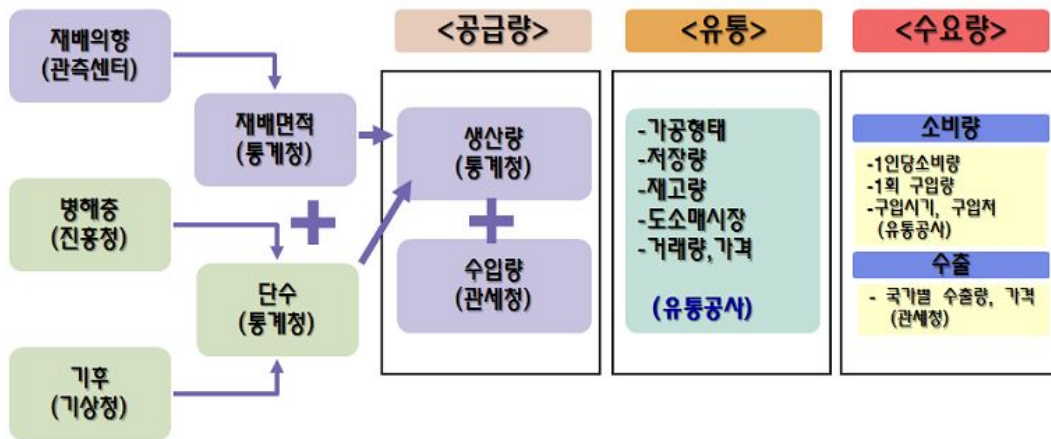 재배의향
(관측센터)
재배면적
(통계청)
병해충
(진흥청)
단수
(통계청)
기후
(기상청)
<공급량>
생산량
(통계청)
수입량
(관세청)
<유통>
-가공형태
-저장량
-재고량
-도소매시장
-거래량,가격
(유통공사)
<수요량>
소비량
-1인당소비량
-1회 구입량
-구입시기, 구입처
(유통공사)
수출
- 국가별 수출량, 가격
(관세청)